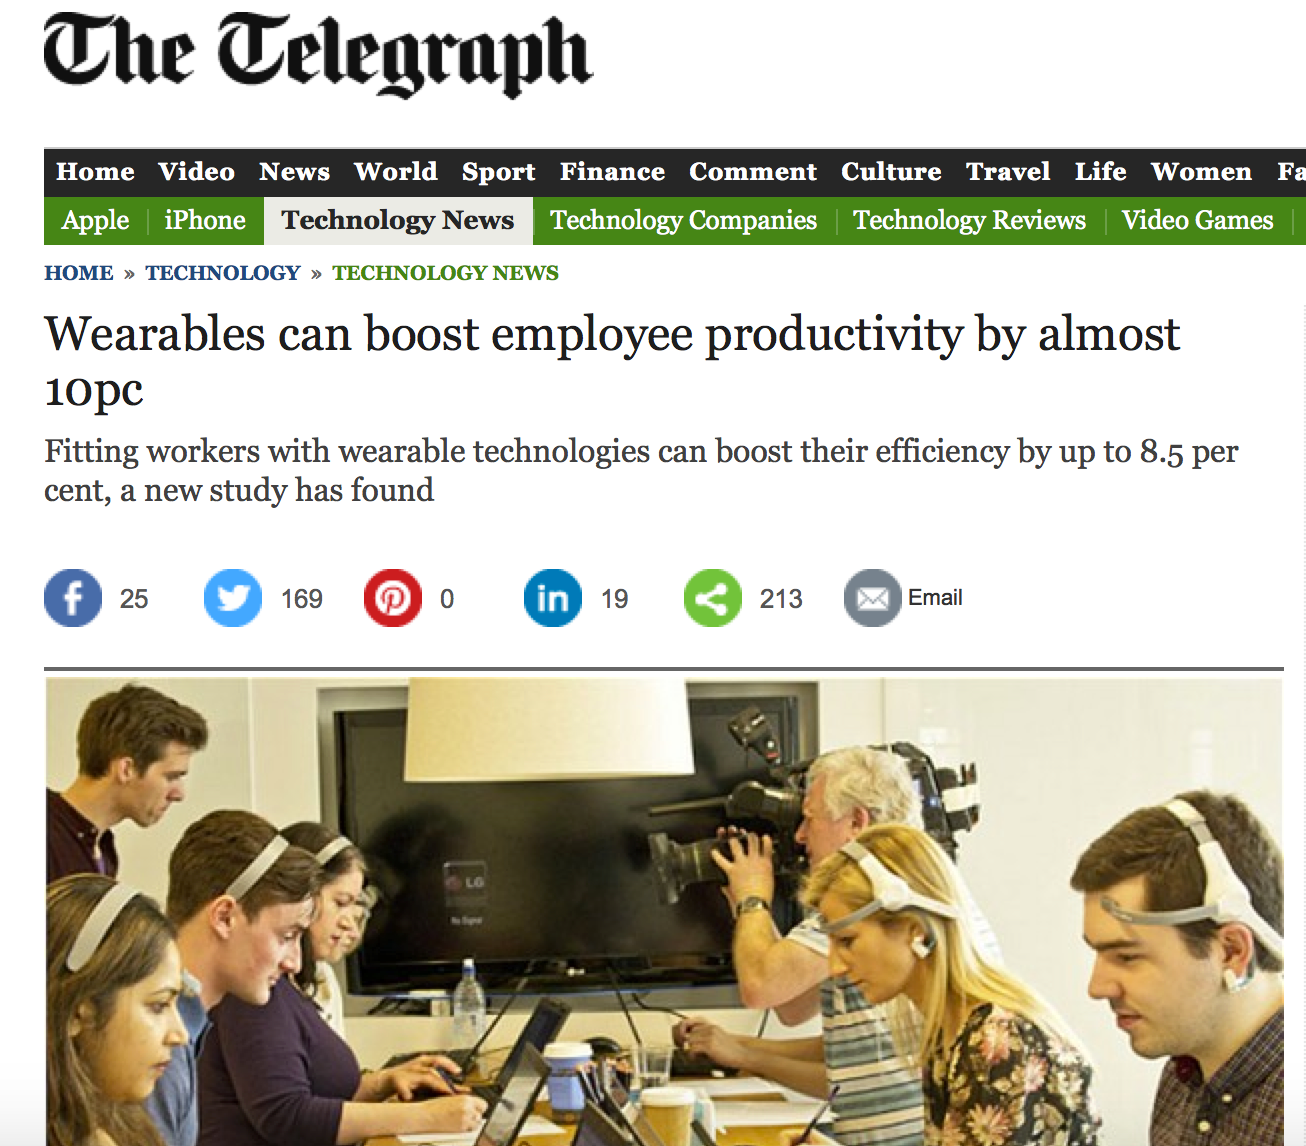 The Telegraph
Home Video News World Sport Finance Comment Culture Travel Life Women Fa
Apple iPhone Technology News Technology Companies Technology Reviews Video Games
HOME » TECHNOLOGY » TECHNOLOGY NEWS
Wearables can boost employee productivity by almost
10pc
Fitting workers with wearable technologies can boost their efficiency by up to 8.5 per
cent, a new study has found
f 25 169 0 in 19 213 Email
LG
No Signal